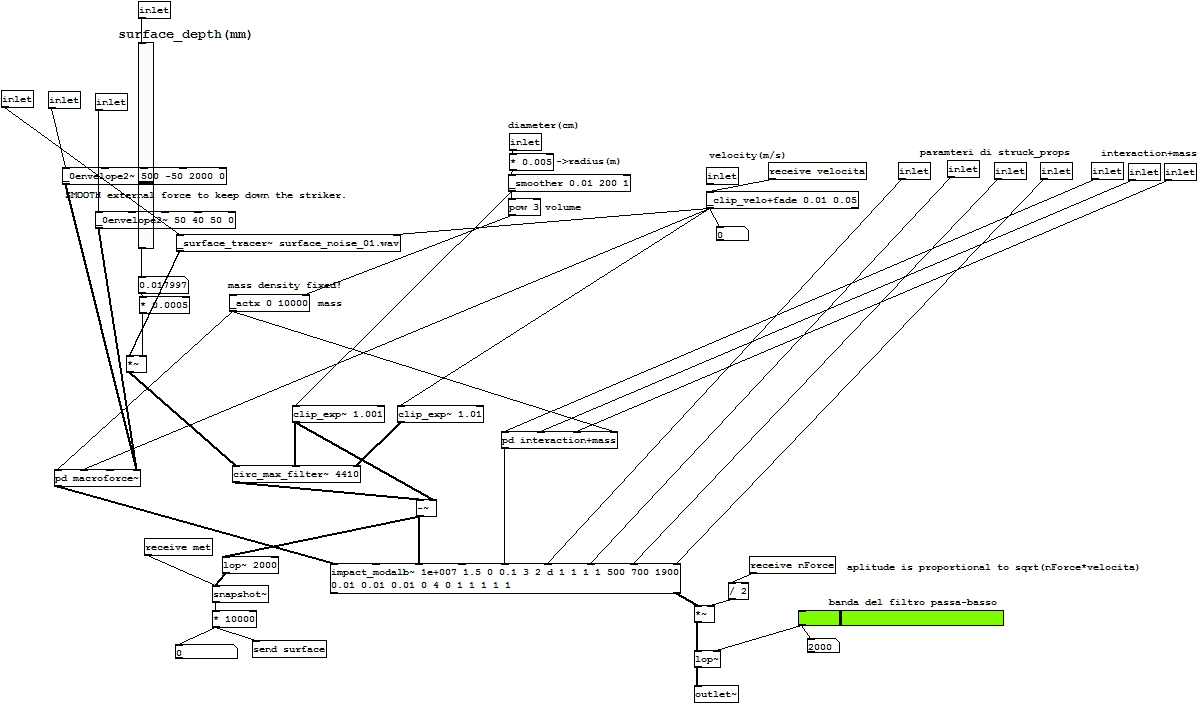 inlet
surface_depth(mm)
inlet
inlet
inlet
diameter(cm)
inlet
* 0.005
->radius(m)
velocity(m/s)
inlet
receive velocita
paramteri di struck_props
inlet
inlet
inlet
inlet
interaction+mass
inlet
inlet
inlet
_0envelope2~ 500 -50 2000 0
SMOOTH external force to keep down the striker.
_smoother 0.01 200 1
_clip_velo+fade 0.01 0.05
pow 3
volume
_0envelope2~ 50 40 50 0
0
_surface_tracer~ surface_noise_01.wav
0.017997
mass density fixed!
* 0.0005
_actx 0 10000
mass
*~
clip_exp~ 1.001
clip_exp~ 1.01
pd interaction+mass
pd macroforce~
circ_max_filter~ 4410
-~
receive met
lop~ 2000
impact_modalb~ 1e+007 1.5 0 0.1 3 2 d 1 1 1 1 500 700 1900
0.01 0.01 0.01 0 4 0 1 1 1 1 1
receive nForce
aplitude is proportional to sqrt(nForce*velocita)
snapshot~
/ 2
banda del filtro passa-basso
* 10000
*~
0
send surface
2000
lop~
outlet~